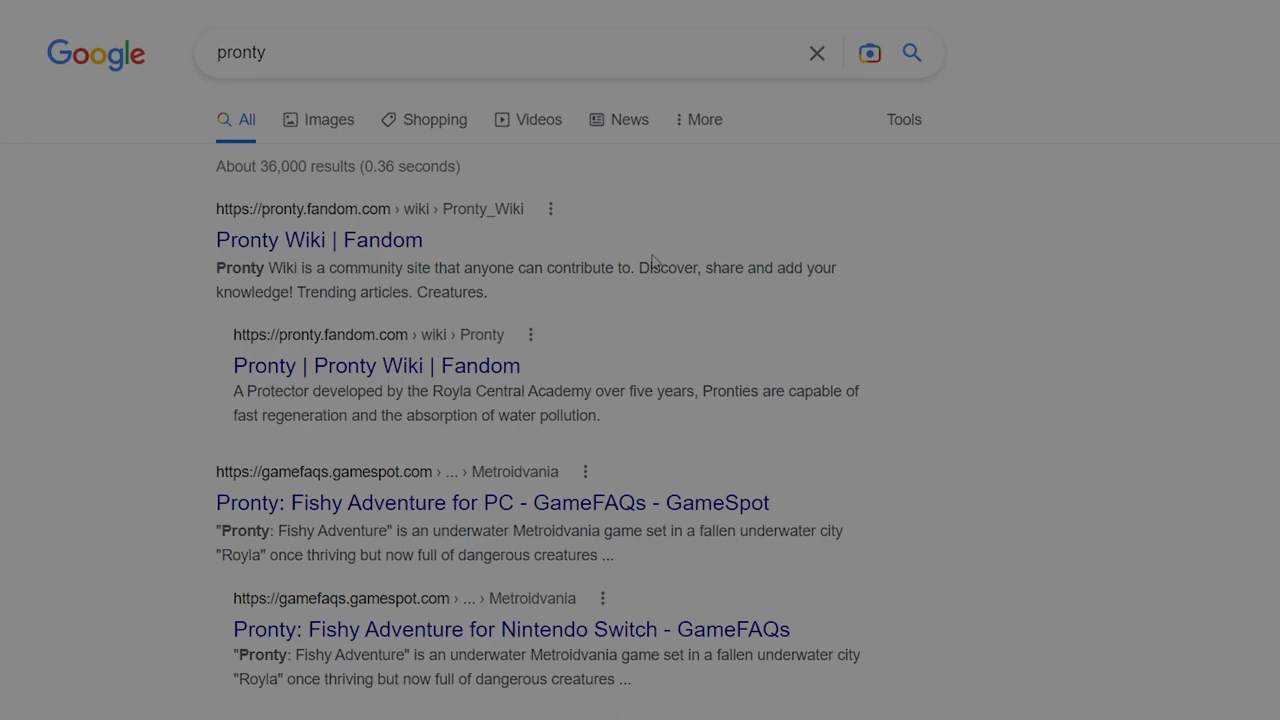 Google
pronty
All
Images
Shopping
Videos
News
More
Tools
About 36,000 results (0.36 seconds)
https://pronty.fandom.com › wiki › Pronty_Wiki
Pronty Wiki | Fandom
Pronty Wiki is a community site that anyone can contribute to. Discover, share and add your
knowledge! Trending articles. Creatures.
https://pronty.fandom.com › wiki › Pronty
Pronty | Pronty Wiki | Fandom
A Protector developed by the Royla Central Academy over five years, Pronties are capable of
fast regeneration and the absorption of water pollution.
https://gamefaqs.gamespot.com › ... › Metroidvania
Pronty: Fishy Adventure for PC - GameFAQs - GameSpot
"Pronty: Fishy Adventure" is an underwater Metroidvania game set in a fallen underwater city
"Royla" once thriving but now full of dangerous creatures ...
https://gamefaqs.gamespot.com › ... › Metroidvania
Pronty: Fishy Adventure for Nintendo Switch - GameFAQs
"Pronty: Fishy Adventure" is an underwater Metroidvania game set in a fallen underwater city
"Royla" once thriving but now full of dangerous creatures ...